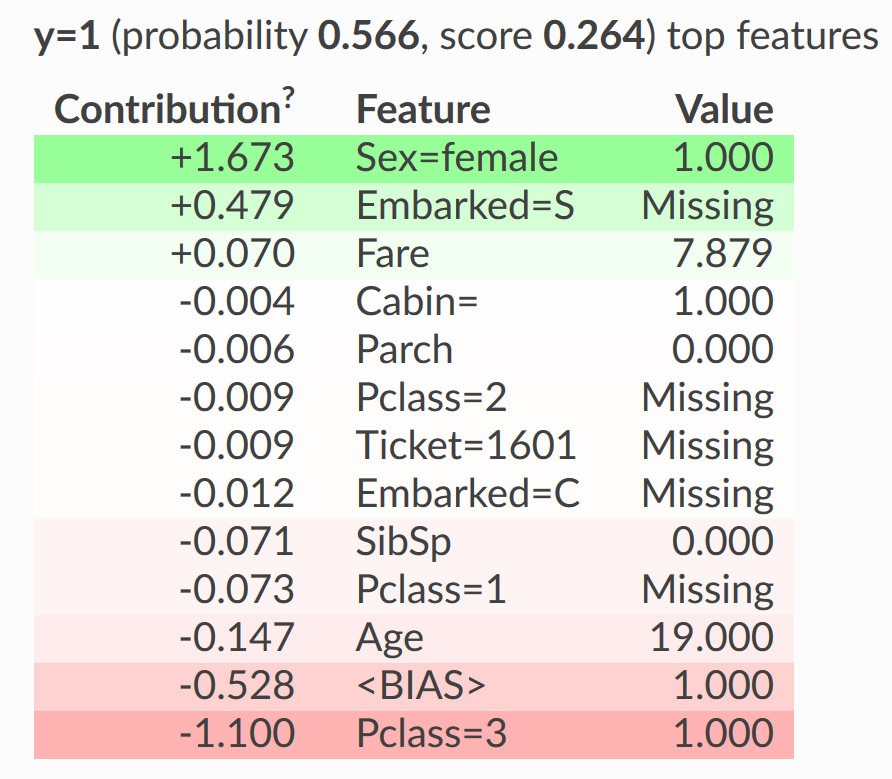 y=1 (probability 0.566, score 0.264) top features
Contribution? Feature Value
+1.673 Sex=female 1.000
+0.479 Embarked=S Missing
+0.070 Fare 7.879
-0.004 Cabin= 1.000
-0.006 Parch 0.000
-0.009 Pclass=2 Missing
-0.009 Ticket=1601 Missing
-0.012 Embarked=C Missing
-0.071 SibSp 0.000
-0.073 Pclass=1 Missing
-0.147 Age 19.000
-0.528 <BIAS> 1.000
-1.100 Pclass=3 1.000